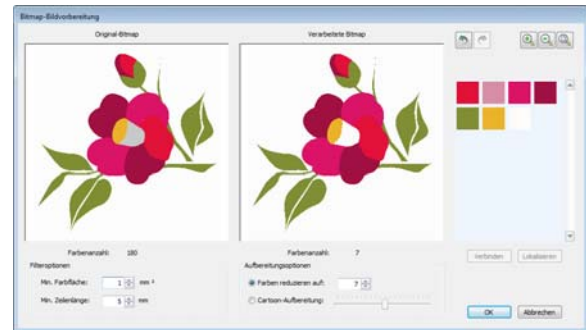 Bitmap-Bildvorbereitung
Original-Bitmap
Verarbeitete Bitmap
Farbenanzahl: 180
Farbenanzahl: 7
Filteroptionen
Min. Farbfläche: 1 mm ²
Min. Zeilenlänge: 5 mm
Aufbereitungsoptionen
Farben reduzieren auf: 7
Cartoon-Aufbereitung:
Verbinden
Lokalisieren
OK
Abbrechen